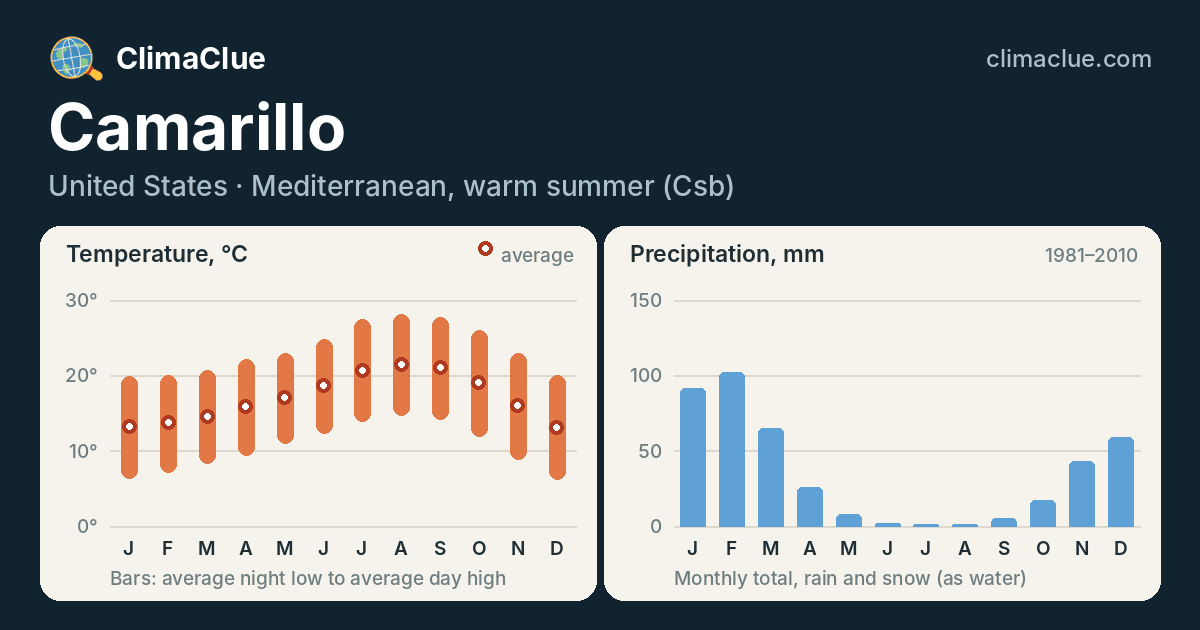 ClimaClue
climaclue.com
Camarillo
United States · Mediterranean, warm summer (Csb)
Temperature, °C
average
30°
20°
10°
0°
J F M A M J J A S O N D
Bars: average night low to average day high
Precipitation, mm
1981–2010
150
100
50
0
J F M A M J J A S O N D
Monthly total, rain and snow (as water)